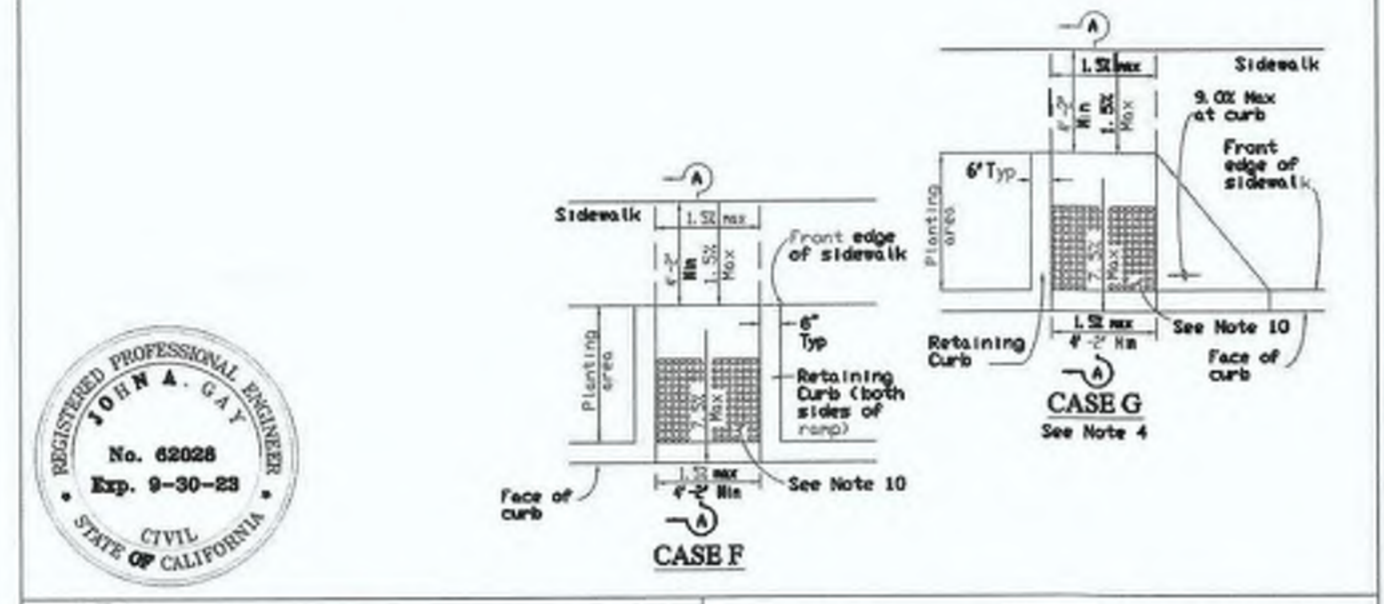 REGISTERED PROFESSIONAL ENGINEER
JOHN A. GAY
No. 62028
Exp. 9-30-23
CIVIL
STATE OF CALIFORNIA
A
Sidewalk
1.5% max
4'-2"
Min
1.5%
Max
Front edge
of sidewalk
Planting
area
6"
Typ
Retaining
Curb (both
sides of
ramp)
7.5%
Max
1.5% max
4'-2" Min
See Note 10
Face of
curb
A
CASE F
A
1.5% max
Sidewalk
4'-2"
Min
1.5%
Max
9.0% Max
at curb
Front
edge of
sidewalk
6" Typ
Planting
area
7.5%
Max
Retaining
Curb
1.5% max
4'-2" Min
See Note 10
Face of
curb
A
CASE G
See Note 4